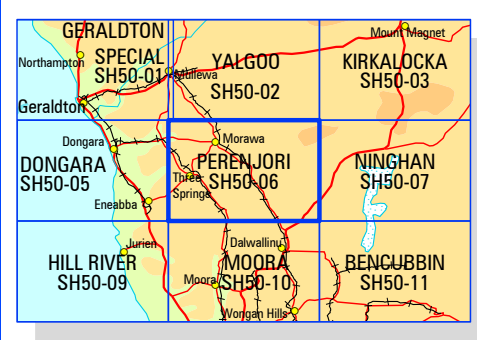 GERALDTON
SPECIAL
SH50-01
Northampton
Mullewa
Geraldton
YALGOO
SH50-02
Mount Magnet
KIRKALOCKA
SH50-03
Dongara
DONGARA
SH50-05
Eneabba
Morawa
PERENJORI
SH50-06
Three
Springs
NINGHAN
SH50-07
Jurien
HILL RIVER
SH50-09
Dalwallinu
MOORA
SH50-10
Moora
Wongan Hills
BENCUBBIN
SH50-11